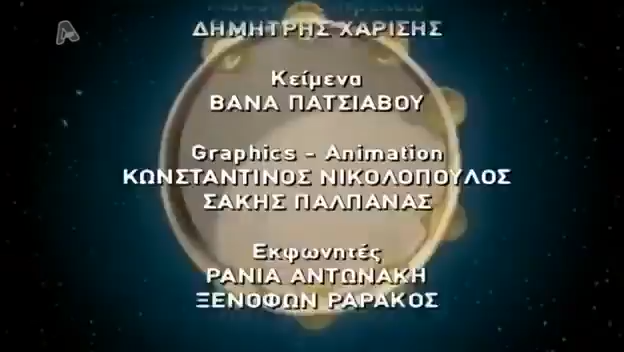 ΔΗΜΗΤΡΗΣ ΧΑΡΙΣΗΣ
Κείμενα
ΒΑΝΑ ΠΑΤΣΙΑΒΟΥ
Graphics - Animation
ΚΩΝΣΤΑΝΤΙΝΟΣ ΝΙΚΟΛΟΠΟΥΛΟΣ
ΣΑΚΗΣ ΠΑΛΠΑΝΑΣ
Εκφωνητές
ΡΑΝΙΑ ΑΝΤΩΝΑΚΗ
ΞΕΝΟΦΩΝ ΡΑΡΑΚΟΣ